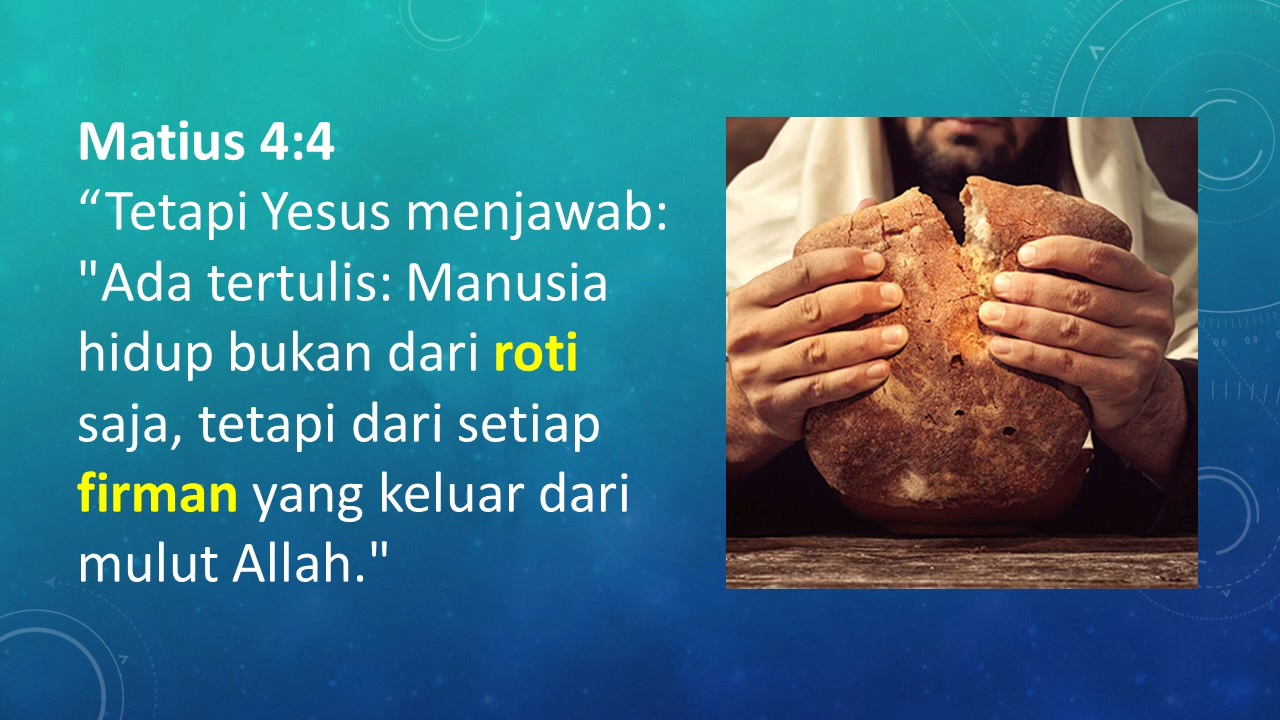 Matius 4:4
“Tetapi Yesus menjawab:
"Ada tertulis: Manusia
hidup bukan dari roti
saja, tetapi dari setiap
firman yang keluar dari
mulut Allah."